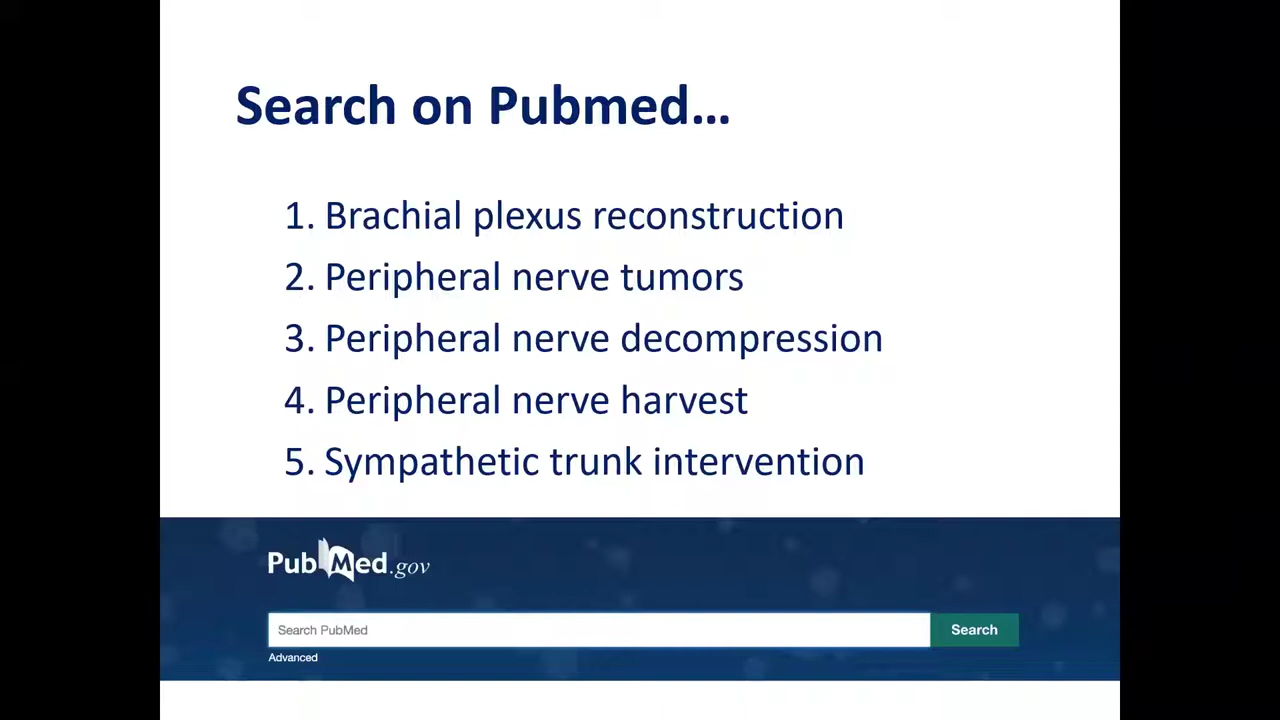 Search on Pubmed...
1. Brachial plexus reconstruction
2. Peripheral nerve tumors
3. Peripheral nerve decompression
4. Peripheral nerve harvest
5. Sympathetic trunk intervention
PubMed.gov
Search PubMed
Search
Advanced